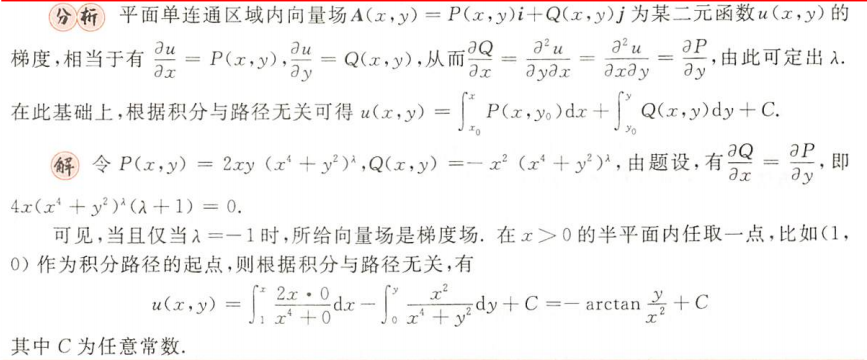 分析 平面单连通区域内向量场A(x,y) = P(x,y)i+Q(x,y)j 为某二元函数u(x,y)的
梯度,相当于有 ∂u/∂x = P(x,y), ∂u/∂y = Q(x,y),从而 ∂Q/∂x = ∂²u/∂y∂x = ∂²u/∂x∂y = ∂P/∂y,由此可定出 λ.
在此基础上,根据积分与路径无关可得 u(x,y) = ∫_{x₀}^{x} P(x,y₀)dx + ∫_{y₀}^{y} Q(x,y)dy + C.
解 令 P(x,y) = 2xy (x⁴ + y²)^λ,Q(x,y) =− x² (x⁴ + y²)^λ,由题设,有 ∂Q/∂x = ∂P/∂y,即
4x(x⁴ + y²)^λ(λ+1) = 0.
可见,当且仅当 λ =−1 时,所给向量场是梯度场. 在 x > 0 的半平面内任取一点,比如(1,
0) 作为积分路径的起点,则根据积分与路径无关,有
u(x,y) = ∫_{1}^{x} (2x·0)/(x⁴ + 0) dx − ∫_{0}^{y} x²/(x⁴ + y²) dy + C =− arctan y/x² + C
其中 C 为任意常数.